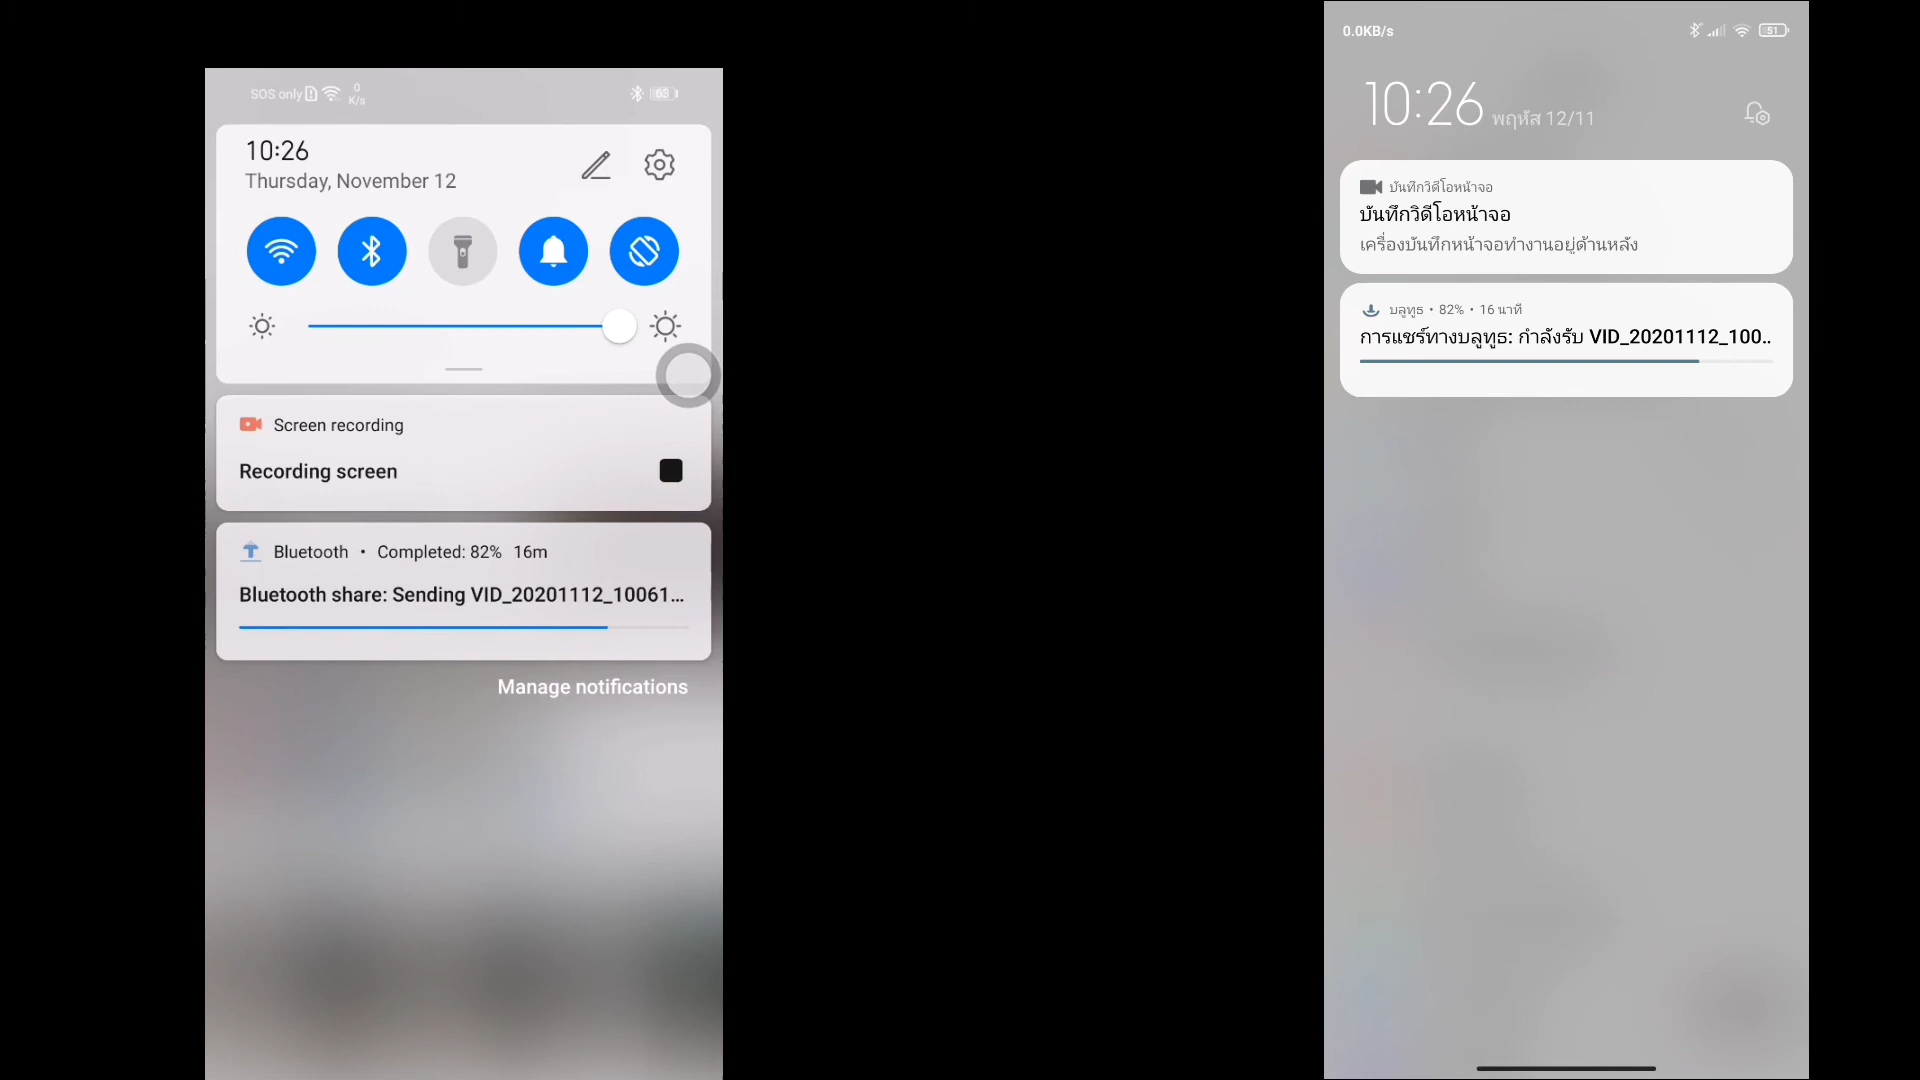 SOS only
0
K/s
63
10:26
Thursday, November 12
Screen recording
Recording screen
Bluetooth • Completed: 82% 16m
Bluetooth share: Sending VID_20201112_10061...
Manage notifications
0.0KB/s
51
10:26 พฤหัส 12/11
บันทึกวิดีโอหน้าจอ
บันทึกวิดีโอหน้าจอ
เครื่องบันทึกหน้าจอทำงานอยู่ด้านหลัง
บลูทูธ • 82% • 16 นาที
การแชร์ทางบลูทูธ: กำลังรับ VID_20201112_100..